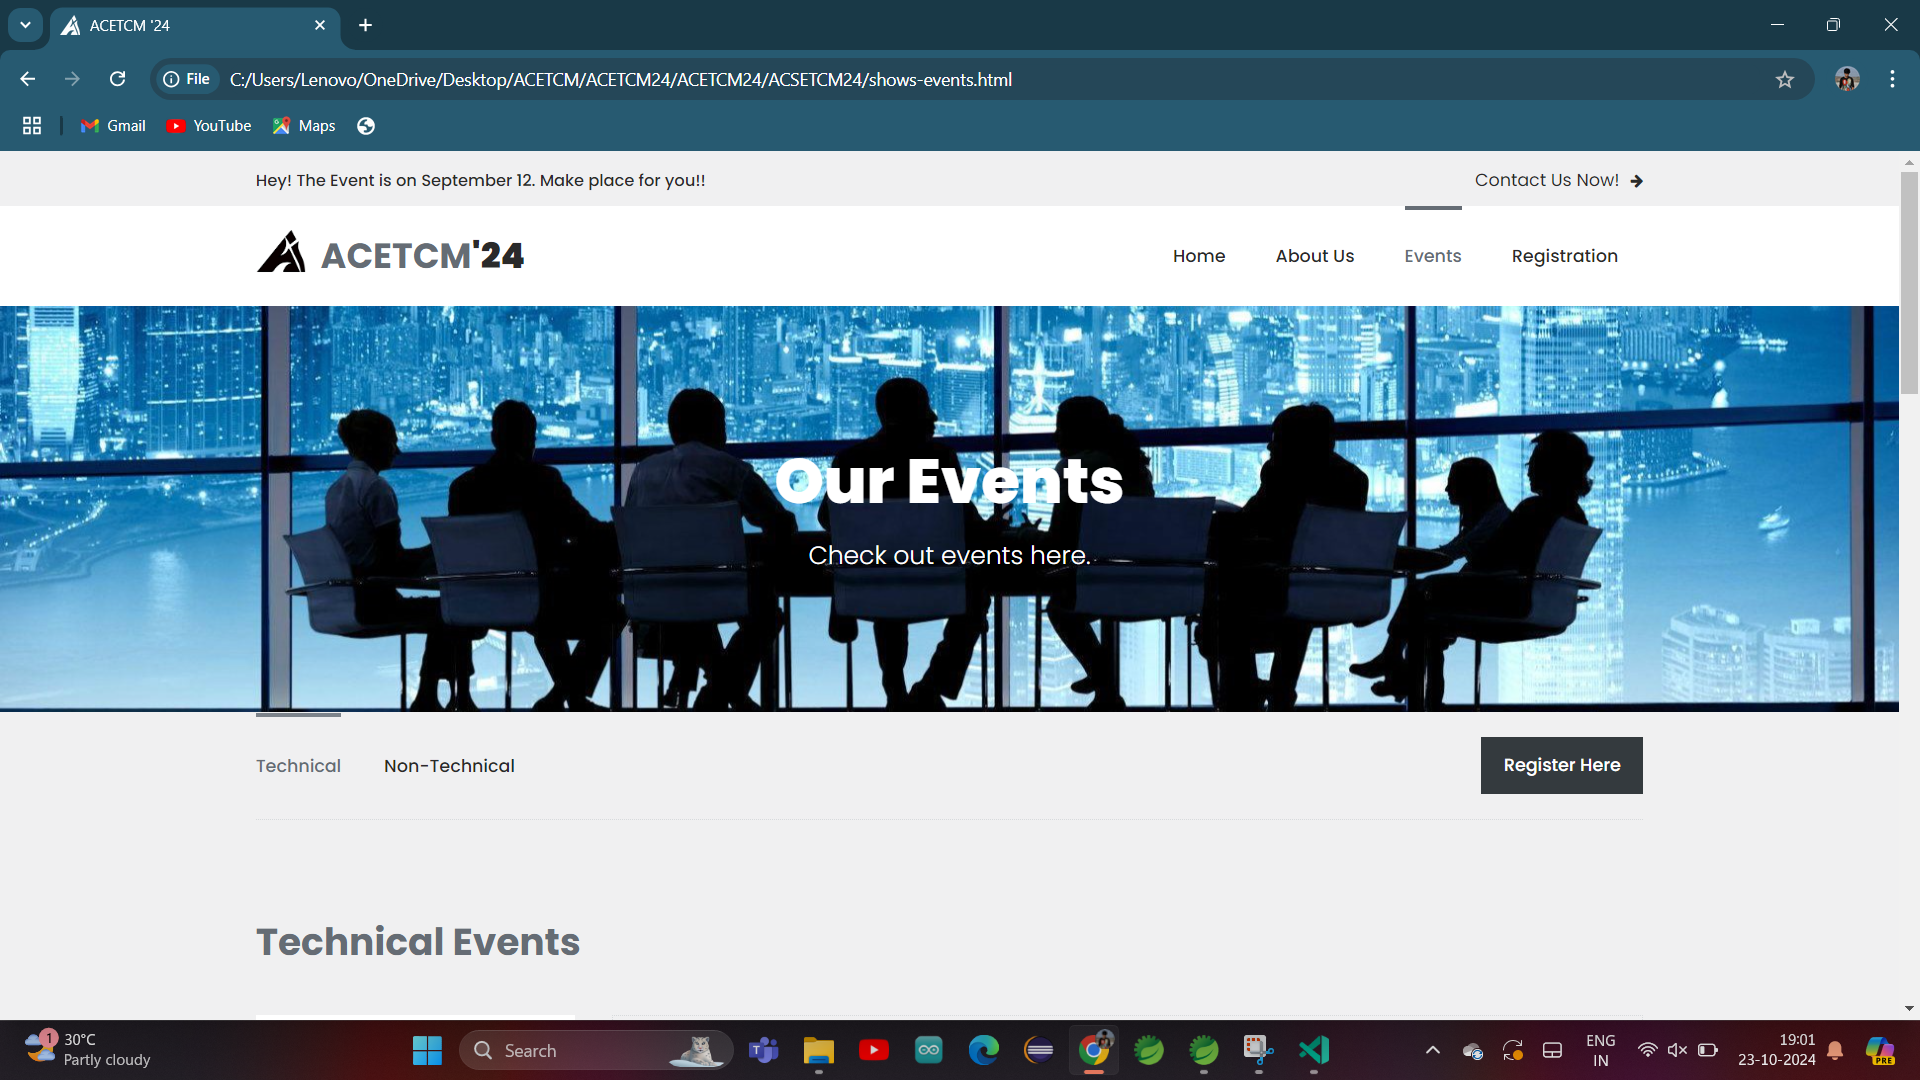 ACETCM '24
File
C:/Users/Lenovo/OneDrive/Desktop/ACETCM/ACETCM24/ACETCM24/ACSETCM24/shows-events.html
Gmail
YouTube
Maps
Hey! The Event is on September 12. Make place for you!!
Contact Us Now!
ACETCM'24
Home
About Us
Events
Registration
Our Events
Check out events here.
Technical
Non-Technical
Register Here
Technical Events
1
30°C
Partly cloudy
Search
ENG
IN
19:01
23-10-2024
PRE